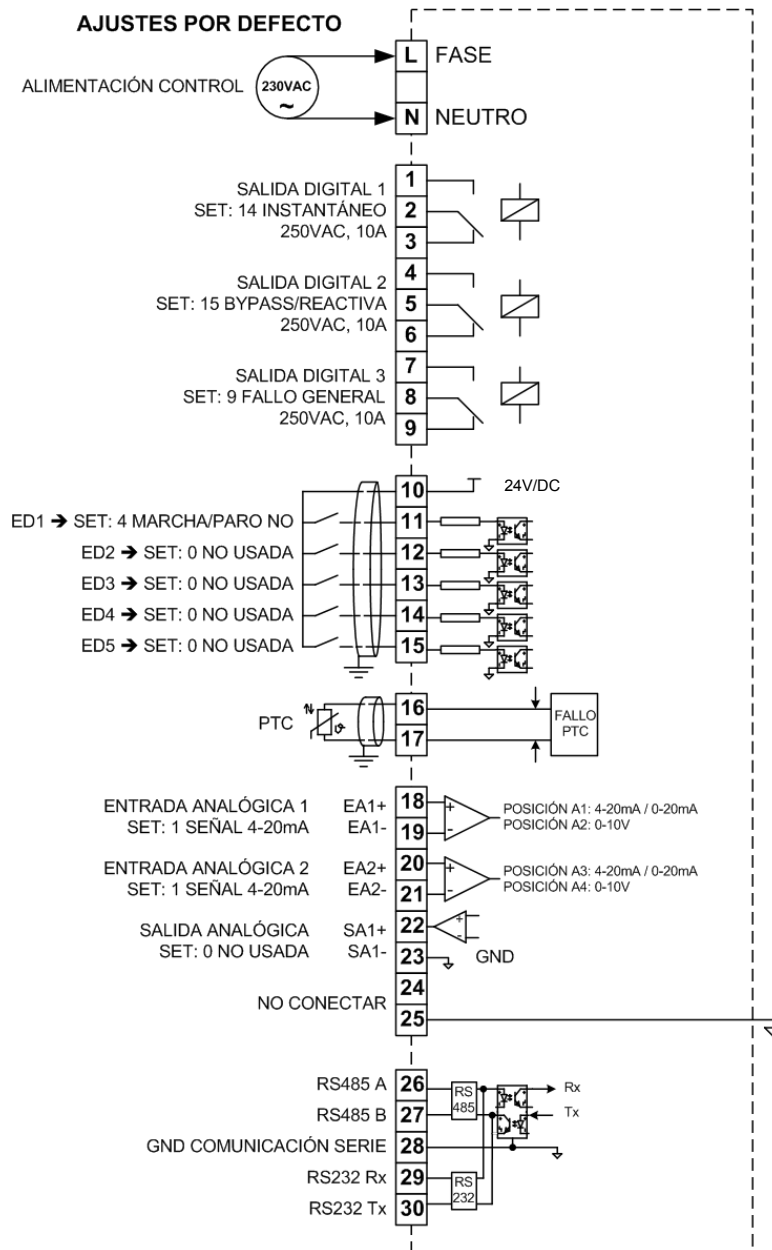 AJUSTES POR DEFECTO
ALIMENTACIÓN CONTROL
230VAC
~
L FASE
N NEUTRO
SALIDA DIGITAL 1
SET: 14 INSTANTÁNEO
250VAC, 10A
1
2
3
SALIDA DIGITAL 2
SET: 15 BYPASS/REACTIVA
250VAC, 10A
4
5
6
SALIDA DIGITAL 3
SET: 9 FALLO GENERAL
250VAC, 10A
7
8
9
10 24V/DC
ED1 ➔ SET: 4 MARCHA/PARO NO 11
ED2 ➔ SET: 0 NO USADA 12
ED3 ➔ SET: 0 NO USADA 13
ED4 ➔ SET: 0 NO USADA 14
ED5 ➔ SET: 0 NO USADA 15
PTC
16
17
FALLO
PTC
ENTRADA ANALÓGICA 1 EA1+ 18 + POSICIÓN A1: 4-20mA / 0-20mA
SET: 1 SEÑAL 4-20mA EA1- 19 - POSICIÓN A2: 0-10V
ENTRADA ANALÓGICA 2 EA2+ 20 + POSICIÓN A3: 4-20mA / 0-20mA
SET: 1 SEÑAL 4-20mA EA2- 21 - POSICIÓN A4: 0-10V
SALIDA ANALÓGICA SA1+ 22 + -
SET: 0 NO USADA SA1- 23 GND
NO CONECTAR
24
25
RS485 A 26
RS485 B 27
RS
485
Rx
Tx
GND COMUNICACIÓN SERIE 28
RS232 Rx 29
RS232 Tx 30
RS
232